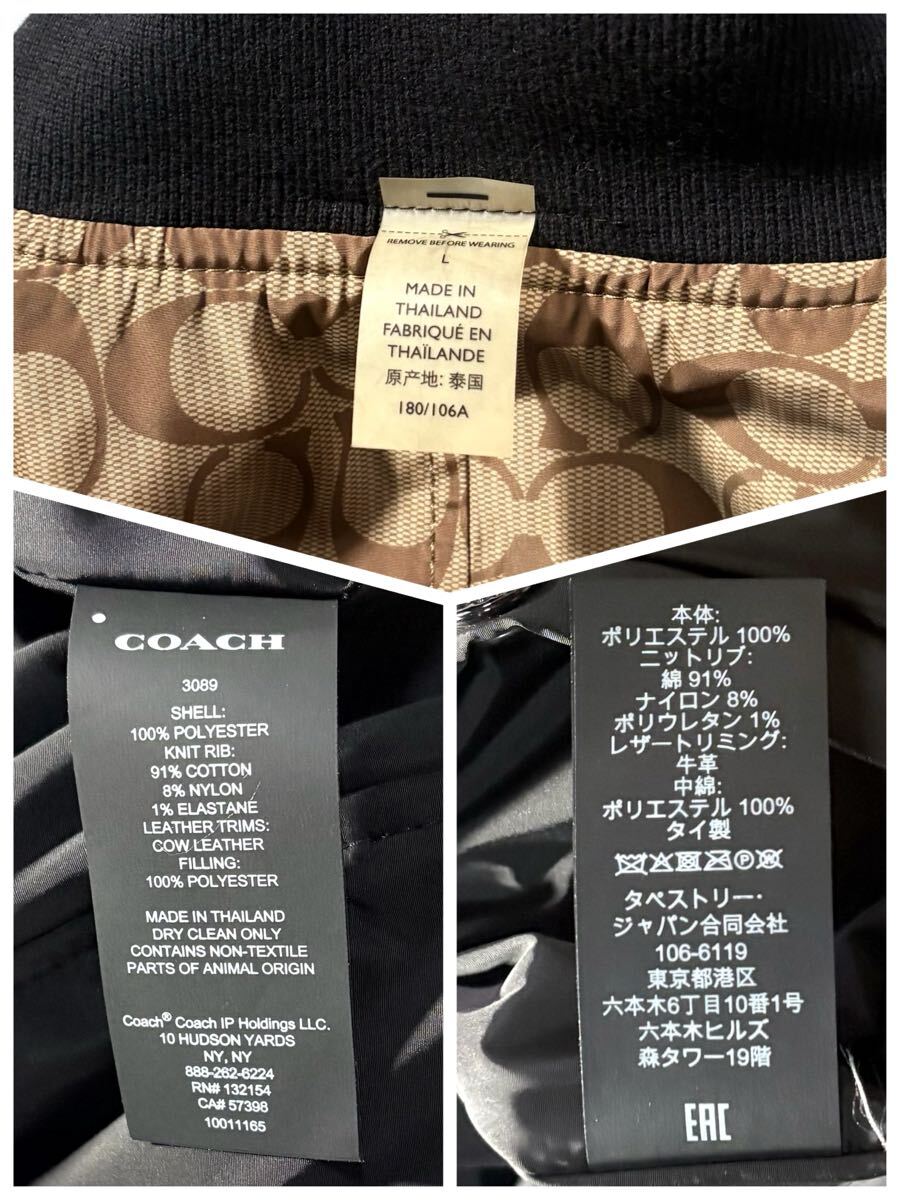 REMOVE BEFORE WEARING
L
MADE IN
THAILAND
FABRIQUÉ EN
THAÏLANDE
原产地: 泰国
180/106A
COACH
3089
SHELL:
100% POLYESTER
KNIT RIB:
91% COTTON
8% NYLON
1% ELASTANE
LEATHER TRIMS:
COW LEATHER
FILLING:
100% POLYESTER
MADE IN THAILAND
DRY CLEAN ONLY
CONTAINS NON-TEXTILE
PARTS OF ANIMAL ORIGIN
Coach® Coach IP Holdings LLC.
10 HUDSON YARDS
NY, NY
888-262-6224
RN# 132154
CA# 57398
10011165
本体:
ポリエステル 100%
ニットリブ:
綿 91%
ナイロン 8%
ポリウレタン 1%
レザートリミング:
牛革
中綿:
ポリエステル 100%
タイ製
タペストリー・
ジャパン合同会社
106-6119
東京都港区
六本木6丁目10番1号
六本木ヒルズ
森タワー19階
EAC